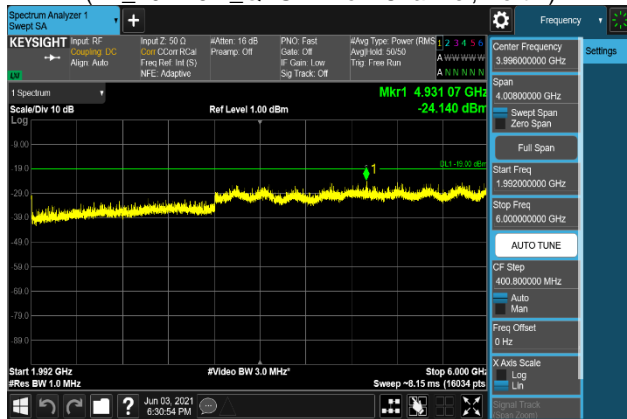 Spectrum Analyzer 1
Swept SA
Frequency
KEYSIGHT
Input: RF
Coupling: DC
Align: Auto
Input Z: 50 Ω
Corr CCorr RCal
Freq Ref: Int (S)
NFE: Adaptive
#Atten: 16 dB
Preamp: Off
PNO: Fast
Gate: Off
IF Gain: Low
Sig Track: Off
#Avg Type: Power (RMS
Avg|Hold: 50/50
Trig: Free Run
1 2 3 4 5 6
A W W W W W
A N N N N N
LXI
1 Spectrum
Scale/Div 10 dB
Log
Ref Level 1.00 dBm
Mkr1 4.931 07 GHz
-24.140 dBm
-9.00
-19.0
-29.0
-39.0
-49.0
-59.0
-69.0
-79.0
-89.0
DL1 -19.00 dBm
1
Start 1.992 GHz
#Res BW 1.0 MHz
#Video BW 3.0 MHz*
Stop 6.000 GHz
Sweep ~8.15 ms (16034 pts
Jun 03, 2021
6:30:54 PM
Center Frequency
3.996000000 GHz
Settings
Span
4.00800000 GHz
Swept Span
Zero Span
Full Span
Start Freq
1.992000000 GHz
Stop Freq
6.000000000 GHz
AUTO TUNE
CF Step
400.800000 MHz
Auto
Man
Freq Offset
0 Hz
X Axis Scale
Log
Lin
Signal Track
(Span Zoom)